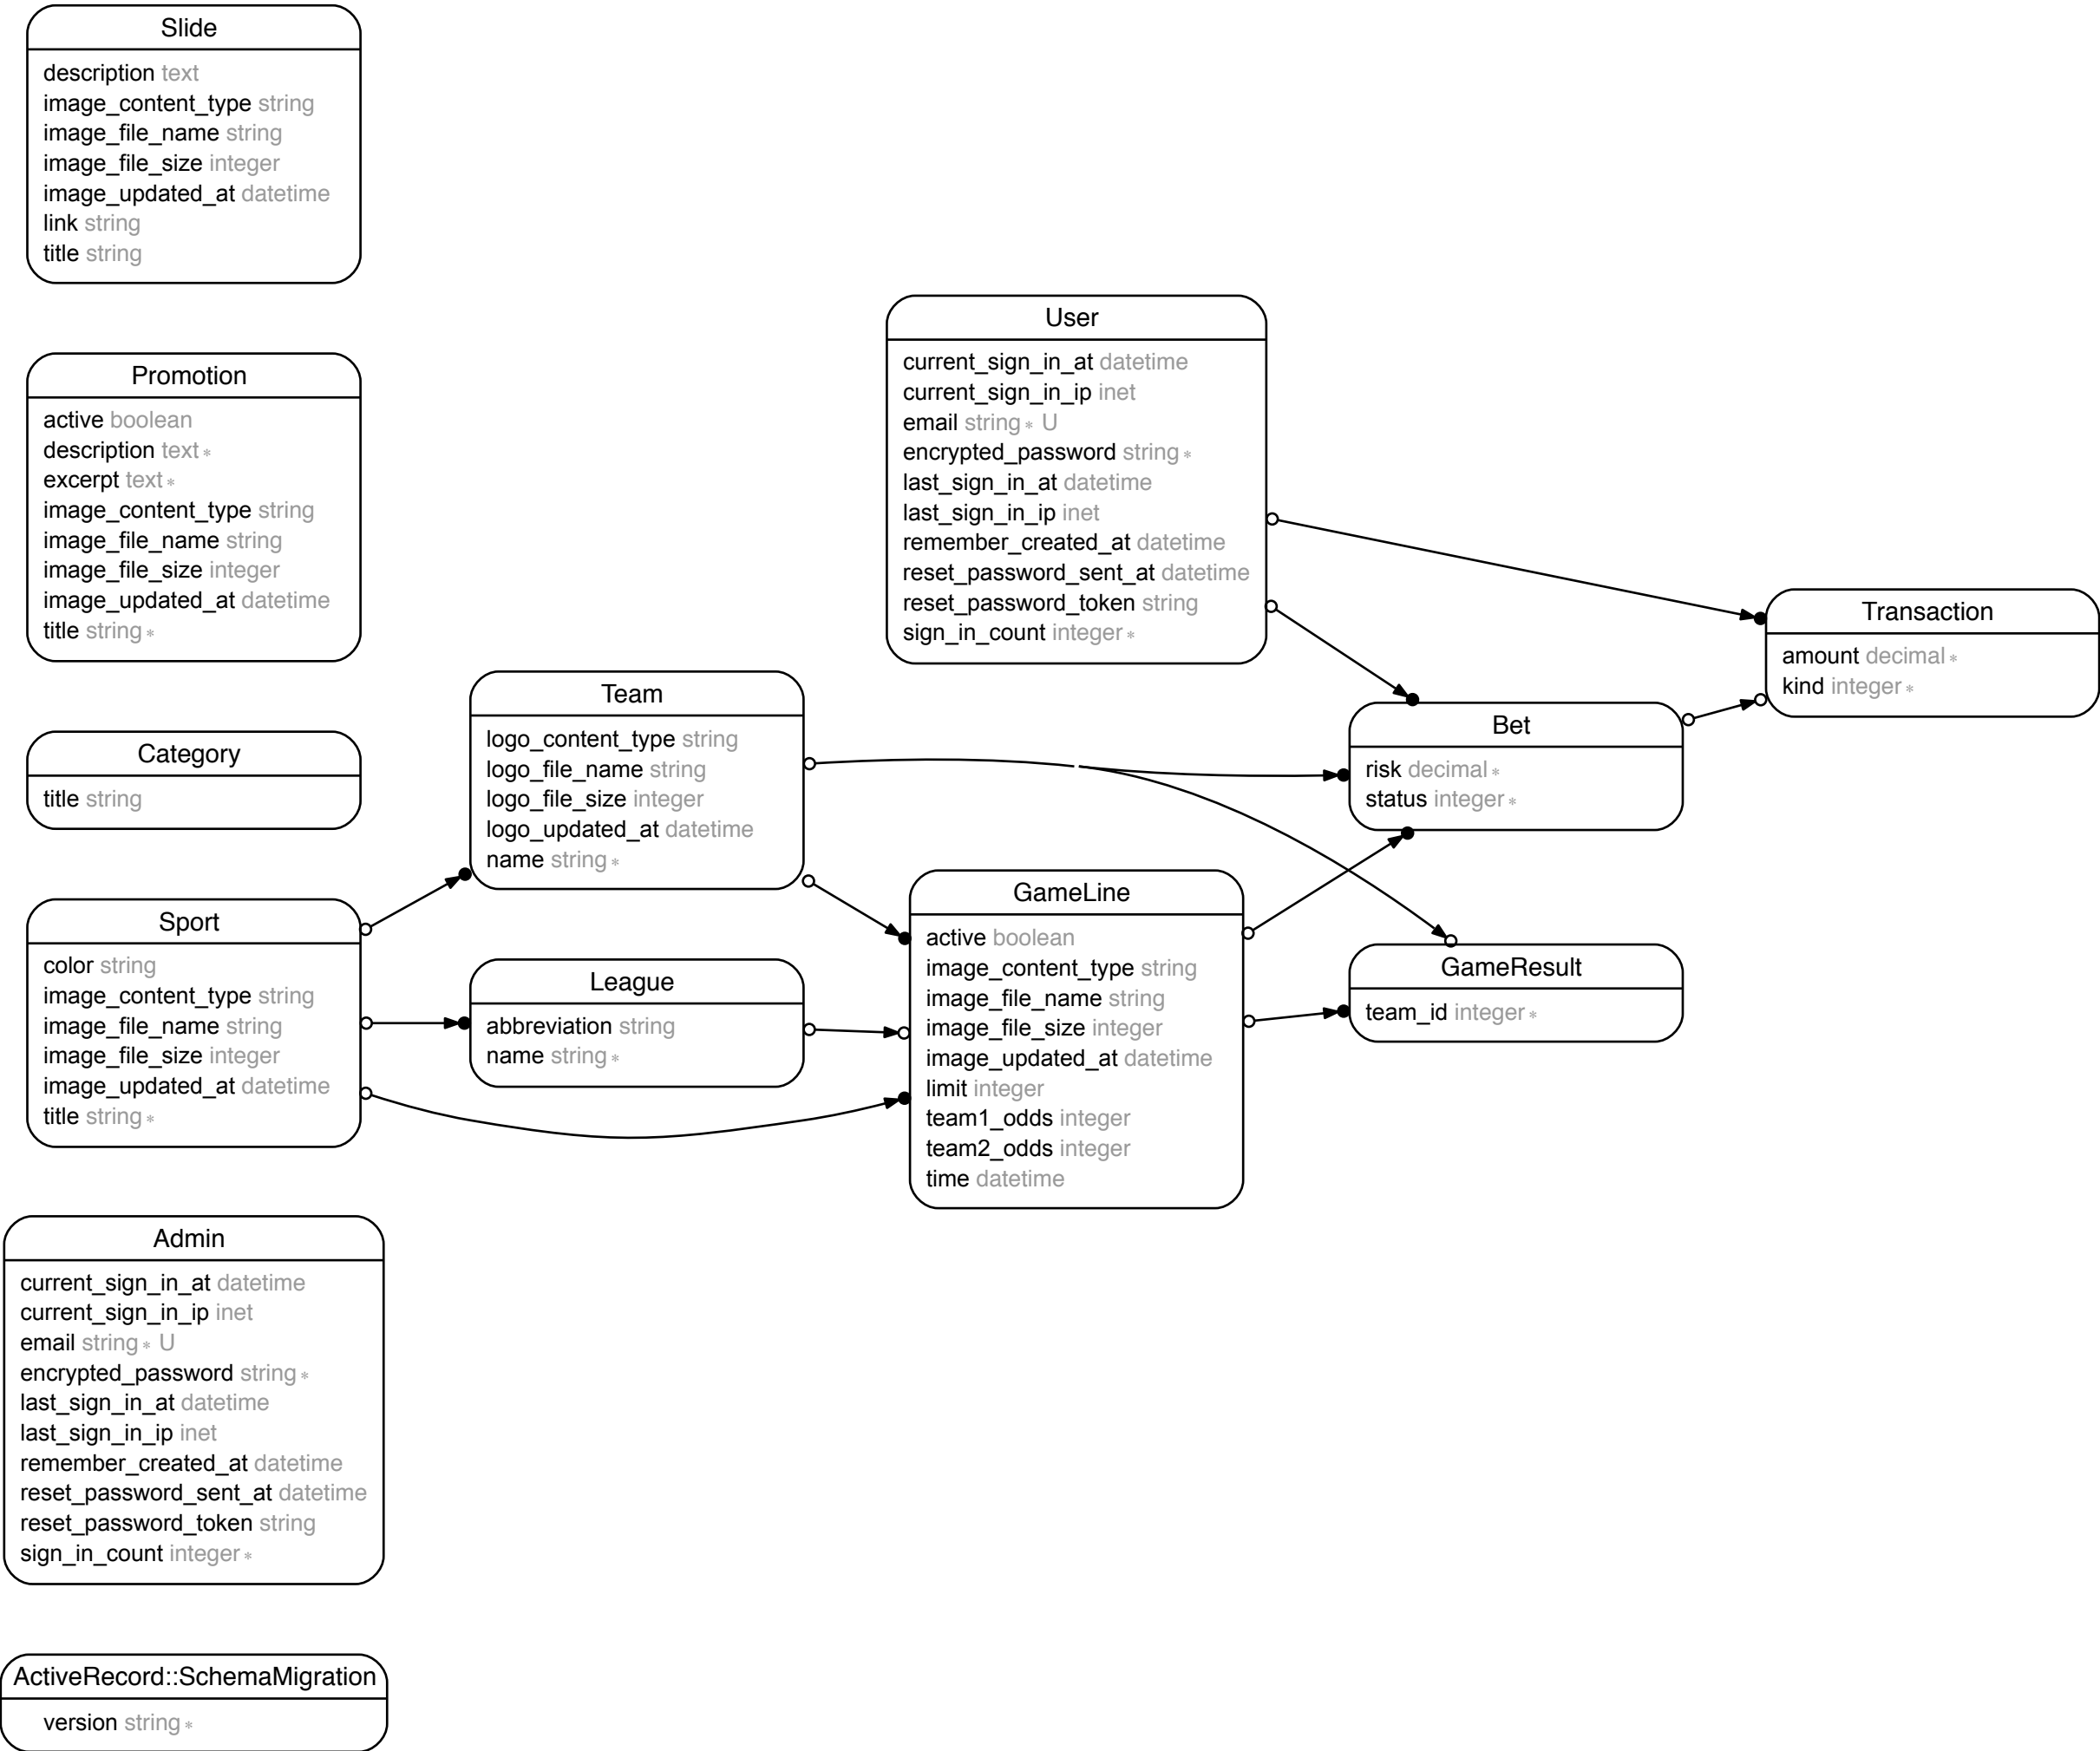 Slide
description text
image_content_type string
image_file_name string
image_file_size integer
image_updated_at datetime
link string
title string
Promotion
active boolean
description text *
excerpt text *
image_content_type string
image_file_name string
image_file_size integer
image_updated_at datetime
title string *
Category
title string
Sport
color string
image_content_type string
image_file_name string
image_file_size integer
image_updated_at datetime
title string *
Admin
current_sign_in_at datetime
current_sign_in_ip inet
email string * U
encrypted_password string *
last_sign_in_at datetime
last_sign_in_ip inet
remember_created_at datetime
reset_password_sent_at datetime
reset_password_token string
sign_in_count integer *
ActiveRecord::SchemaMigration
version string *
Team
logo_content_type string
logo_file_name string
logo_file_size integer
logo_updated_at datetime
name string *
League
abbreviation string
name string *
User
current_sign_in_at datetime
current_sign_in_ip inet
email string * U
encrypted_password string *
last_sign_in_at datetime
last_sign_in_ip inet
remember_created_at datetime
reset_password_sent_at datetime
reset_password_token string
sign_in_count integer *
GameLine
active boolean
image_content_type string
image_file_name string
image_file_size integer
image_updated_at datetime
limit integer
team1_odds integer
team2_odds integer
time datetime
Bet
risk decimal *
status integer *
GameResult
team_id integer *
Transaction
amount decimal *
kind integer *